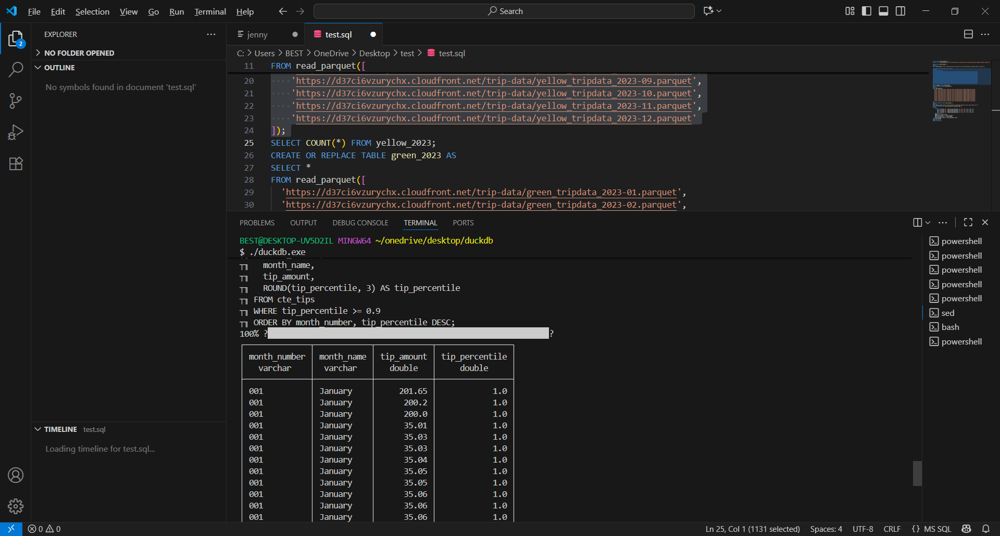 File Edit Selection View Go Run Terminal Help
Search
EXPLORER
NO FOLDER OPENED
OUTLINE
No symbols found in document 'test.sql'
TIMELINE test.sql
Loading timeline for test.sql...
2
jenny
test.sql
C: > Users > BEST > OneDrive > Desktop > test > test.sql
11 FROM read_parquet([
20 'https://d37ci6vzurychx.cloudfront.net/trip-data/yellow_tripdata_2023-09.parquet',
21 'https://d37ci6vzurychx.cloudfront.net/trip-data/yellow_tripdata_2023-10.parquet',
22 'https://d37ci6vzurychx.cloudfront.net/trip-data/yellow_tripdata_2023-11.parquet',
23 'https://d37ci6vzurychx.cloudfront.net/trip-data/yellow_tripdata_2023-12.parquet'
24 ]);
25 SELECT COUNT(*) FROM yellow_2023;
26 CREATE OR REPLACE TABLE green_2023 AS
27 SELECT *
28 FROM read_parquet([
29 'https://d37ci6vzurychx.cloudfront.net/trip-data/green_tripdata_2023-01.parquet',
30 'https://d37ci6vzurychx.cloudfront.net/trip-data/green_tripdata_2023-02.parquet',
PROBLEMS OUTPUT DEBUG CONSOLE TERMINAL PORTS
BEST@DESKTOP-UV5D2IL MINGW64 ~/onedrive/desktop/duckdb
$ ./duckdb.exe
month_name,
tip_amount,
ROUND(tip_percentile, 3) AS tip_percentile
FROM cte_tips
WHERE tip_percentile >= 0.9
ORDER BY month_number, tip_percentile DESC;
100% ? ?
month_number month_name tip_amount tip_percentile
varchar varchar double double
001 January 201.65 1.0
001 January 200.2 1.0
001 January 200.0 1.0
001 January 35.01 1.0
001 January 35.03 1.0
001 January 35.03 1.0
001 January 35.04 1.0
001 January 35.05 1.0
001 January 35.05 1.0
001 January 35.06 1.0
001 January 35.06 1.0
001 January 35.06 1.0
powershell
powershell
powershell
powershell
powershell
sed
bash
powershell
0 0
Ln 25, Col 1 (1131 selected) Spaces: 4 UTF-8 CRLF {} MS SQL